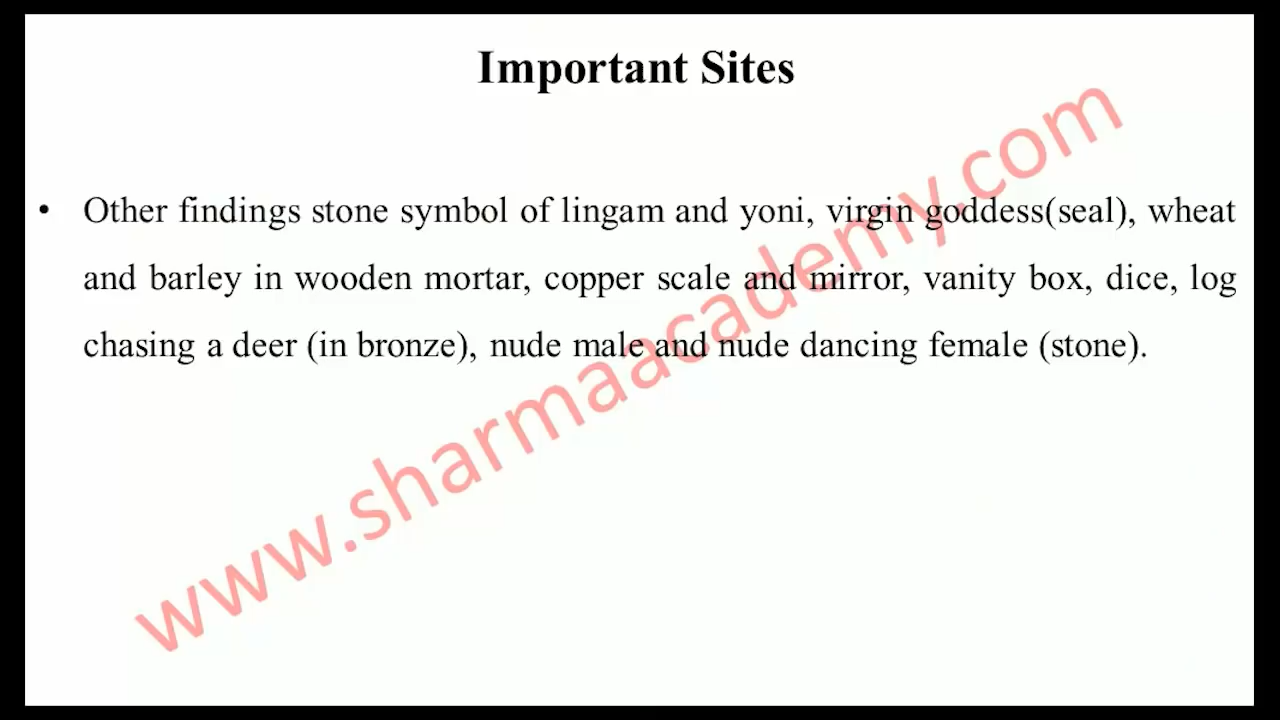 Important Sites
• Other findings stone symbol of lingam and yoni, virgin goddess(seal), wheat
and barley in wooden mortar, copper scale and mirror, vanity box, dice, log
chasing a deer (in bronze), nude male and nude dancing female (stone).
www.sharmaacademy.com